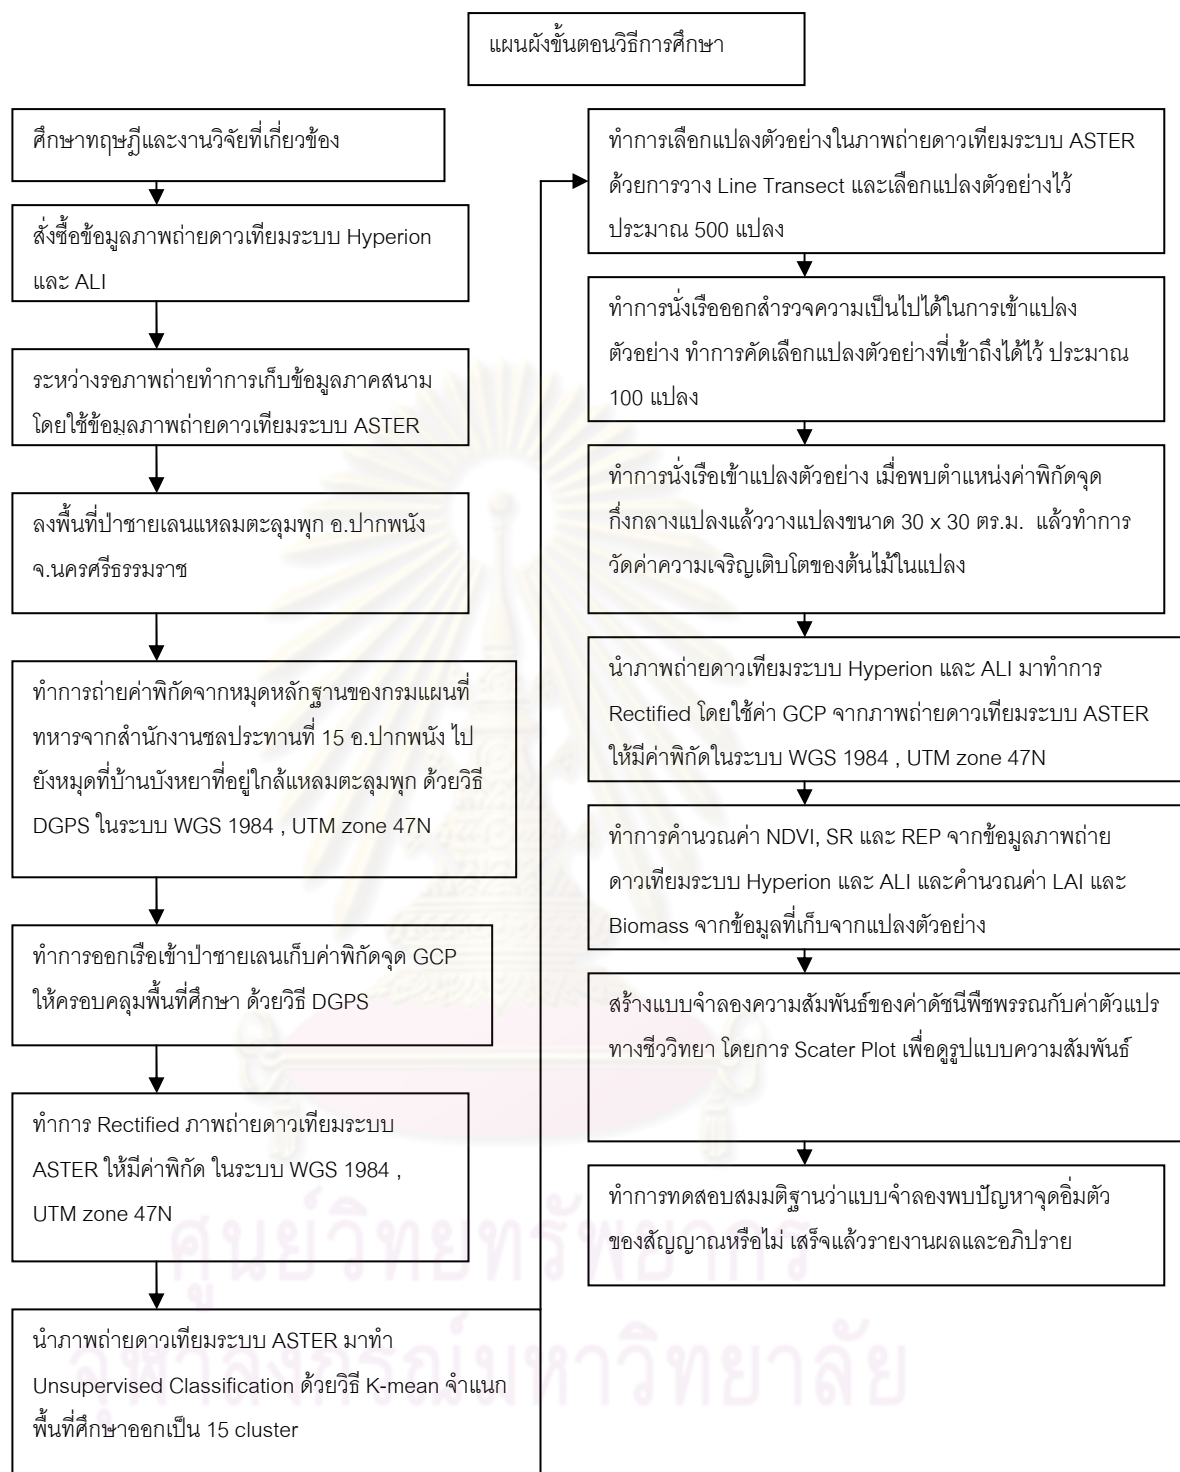 แผนผังขั้นตอนวิธีการศึกษา
ศึกษาทฤษฎีและงานวิจัยที่เกี่ยวข้อง
สั่งซื้อข้อมูลภาพถ่ายดาวเทียมระบบ Hyperion
และ ALI
ระหว่างรอภาพถ่ายทำการเก็บข้อมูลภาคสนาม
โดยใช้ข้อมูลภาพถ่ายดาวเทียมระบบ ASTER
ลงพื้นที่ป่าชายเลนแหลมตะลุมพุก อ.ปากพนัง
จ.นครศรีธรรมราช
ทำการถ่ายค่าพิกัดจากหมุดหลักฐานของกรมแผนที่
ทหารจากสำนักงานชลประทานที่ 15 อ.ปากพนัง ไป
ยังหมุดที่บ้านบังหยาที่อยู่ใกล้แหลมตะลุมพุก ด้วยวิธี
DGPS ในระบบ WGS 1984 , UTM zone 47N
ทำการออกเรือเข้าป่าชายเลนเก็บค่าพิกัดจุด GCP
ให้ครอบคลุมพื้นที่ศึกษา ด้วยวิธี DGPS
ทำการ Rectified ภาพถ่ายดาวเทียมระบบ
ASTER ให้มีค่าพิกัด ในระบบ WGS 1984 ,
UTM zone 47N
นำภาพถ่ายดาวเทียมระบบ ASTER มาทำ
Unsupervised Classification ด้วยวิธี K-mean จำแนก
พื้นที่ศึกษาออกเป็น 15 cluster
ทำการเลือกแปลงตัวอย่างในภาพถ่ายดาวเทียมระบบ ASTER
ด้วยการวาง Line Transect และเลือกแปลงตัวอย่างไว้
ประมาณ 500 แปลง
ทำการนั่งเรือออกสำรวจความเป็นไปได้ในการเข้าแปลง
ตัวอย่าง ทำการคัดเลือกแปลงตัวอย่างที่เข้าถึงได้ไว้ ประมาณ
100 แปลง
ทำการนั่งเรือเข้าแปลงตัวอย่าง เมื่อพบตำแหน่งค่าพิกัดจุด
กึ่งกลางแปลงแล้ววางแปลงขนาด 30 x 30 ตร.ม. แล้วทำการ
วัดค่าความเจริญเติบโตของต้นไม้ในแปลง
นำภาพถ่ายดาวเทียมระบบ Hyperion และ ALI มาทำการ
Rectified โดยใช้ค่า GCP จากภาพถ่ายดาวเทียมระบบ ASTER
ให้มีค่าพิกัดในระบบ WGS 1984 , UTM zone 47N
ทำการคำนวณค่า NDVI, SR และ REP จากข้อมูลภาพถ่าย
ดาวเทียมระบบ Hyperion และ ALI และคำนวณค่า LAI และ
Biomass จากข้อมูลที่เก็บจากแปลงตัวอย่าง
สร้างแบบจำลองความสัมพันธ์ของค่าดัชนีพืชพรรณกับค่าตัวแปร
ทางชีววิทยา โดยการ Scater Plot เพื่อดูรูปแบบความสัมพันธ์
ทำการทดสอบสมมติฐานว่าแบบจำลองพบปัญหาจุดอิ่มตัว
ของสัญญาณหรือไม่ เสร็จแล้วรายงานผลและอภิปราย
ศูนย์วิทยทรัพยากร
จุฬาลงกรณ์มหาวิทยาลัย